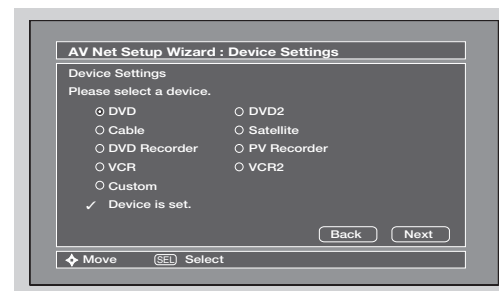 AV Net Setup Wizard : Device Settings
Device Settings
Please select a device.
DVD DVD2
Cable Satellite
DVD Recorder PV Recorder
VCR VCR2
Custom
✓ Device is set.
Back Next
Move SEL Select